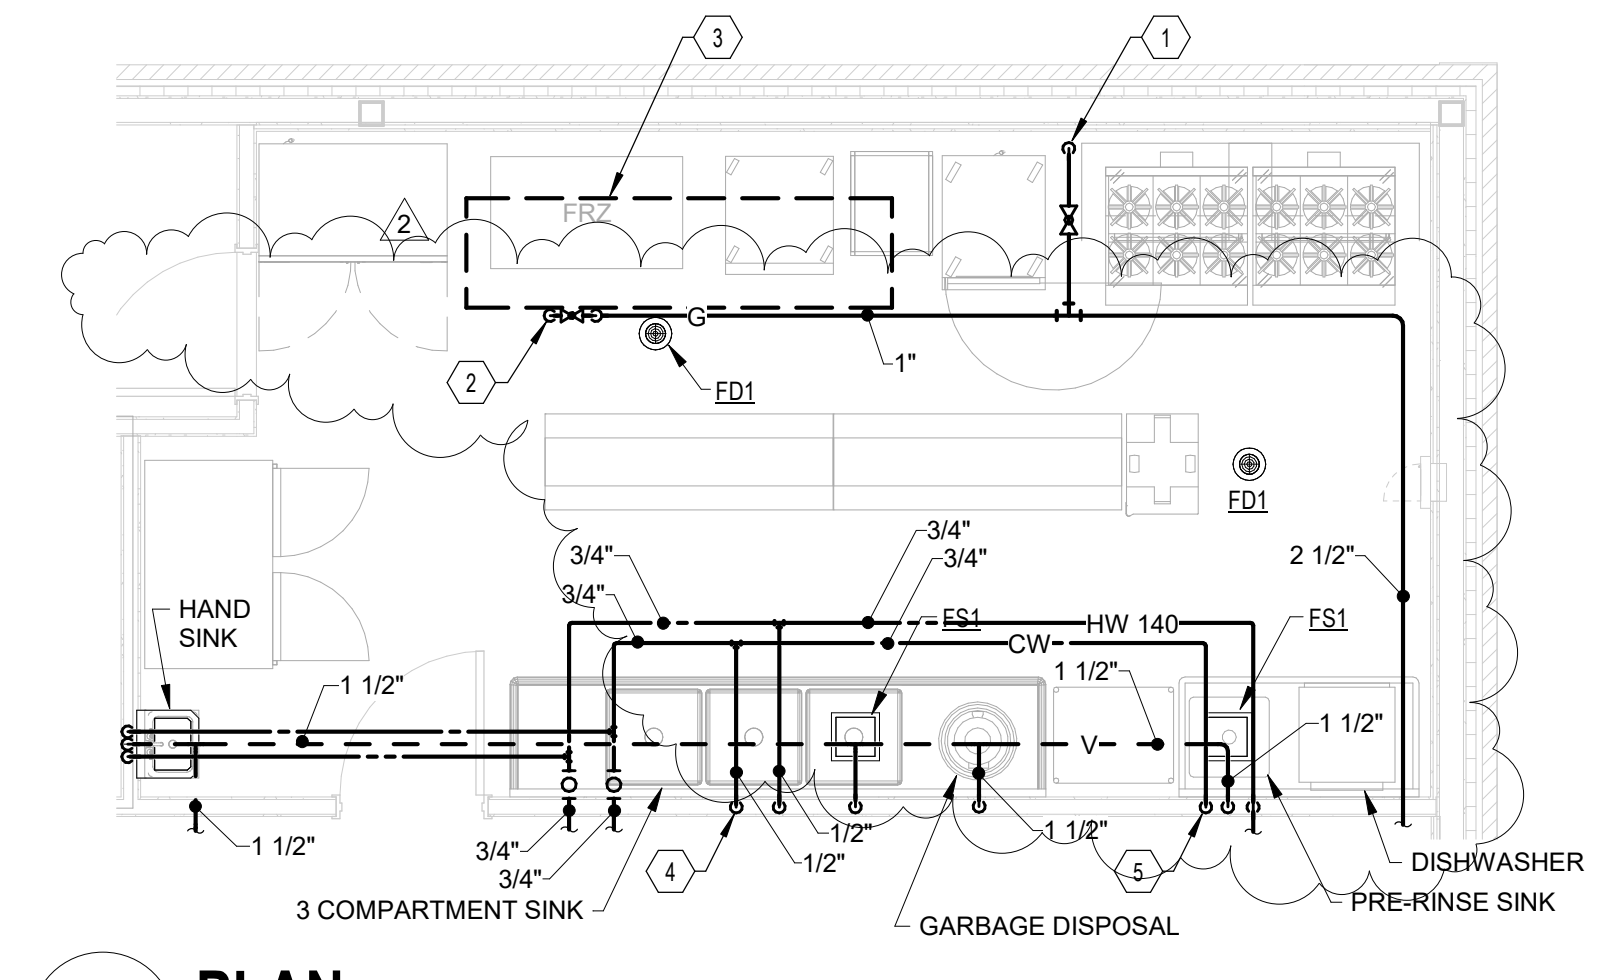 3
1
FRZ
2
G
1"
2
FD1
FD1
3/4"
3/4"
3/4"
2 1/2"
3/4"
HAND
SINK
FS1
HW 140
FS1
CW
1 1/2"
1 1/2"
1 1/2"
V
1 1/2"
3/4"
1/2"
1 1/2"
1/2"
4
5
DISHWASHER
3/4"
PRE-RINSE SINK
3 COMPARTMENT SINK
GARBAGE DISPOSAL
PLAN